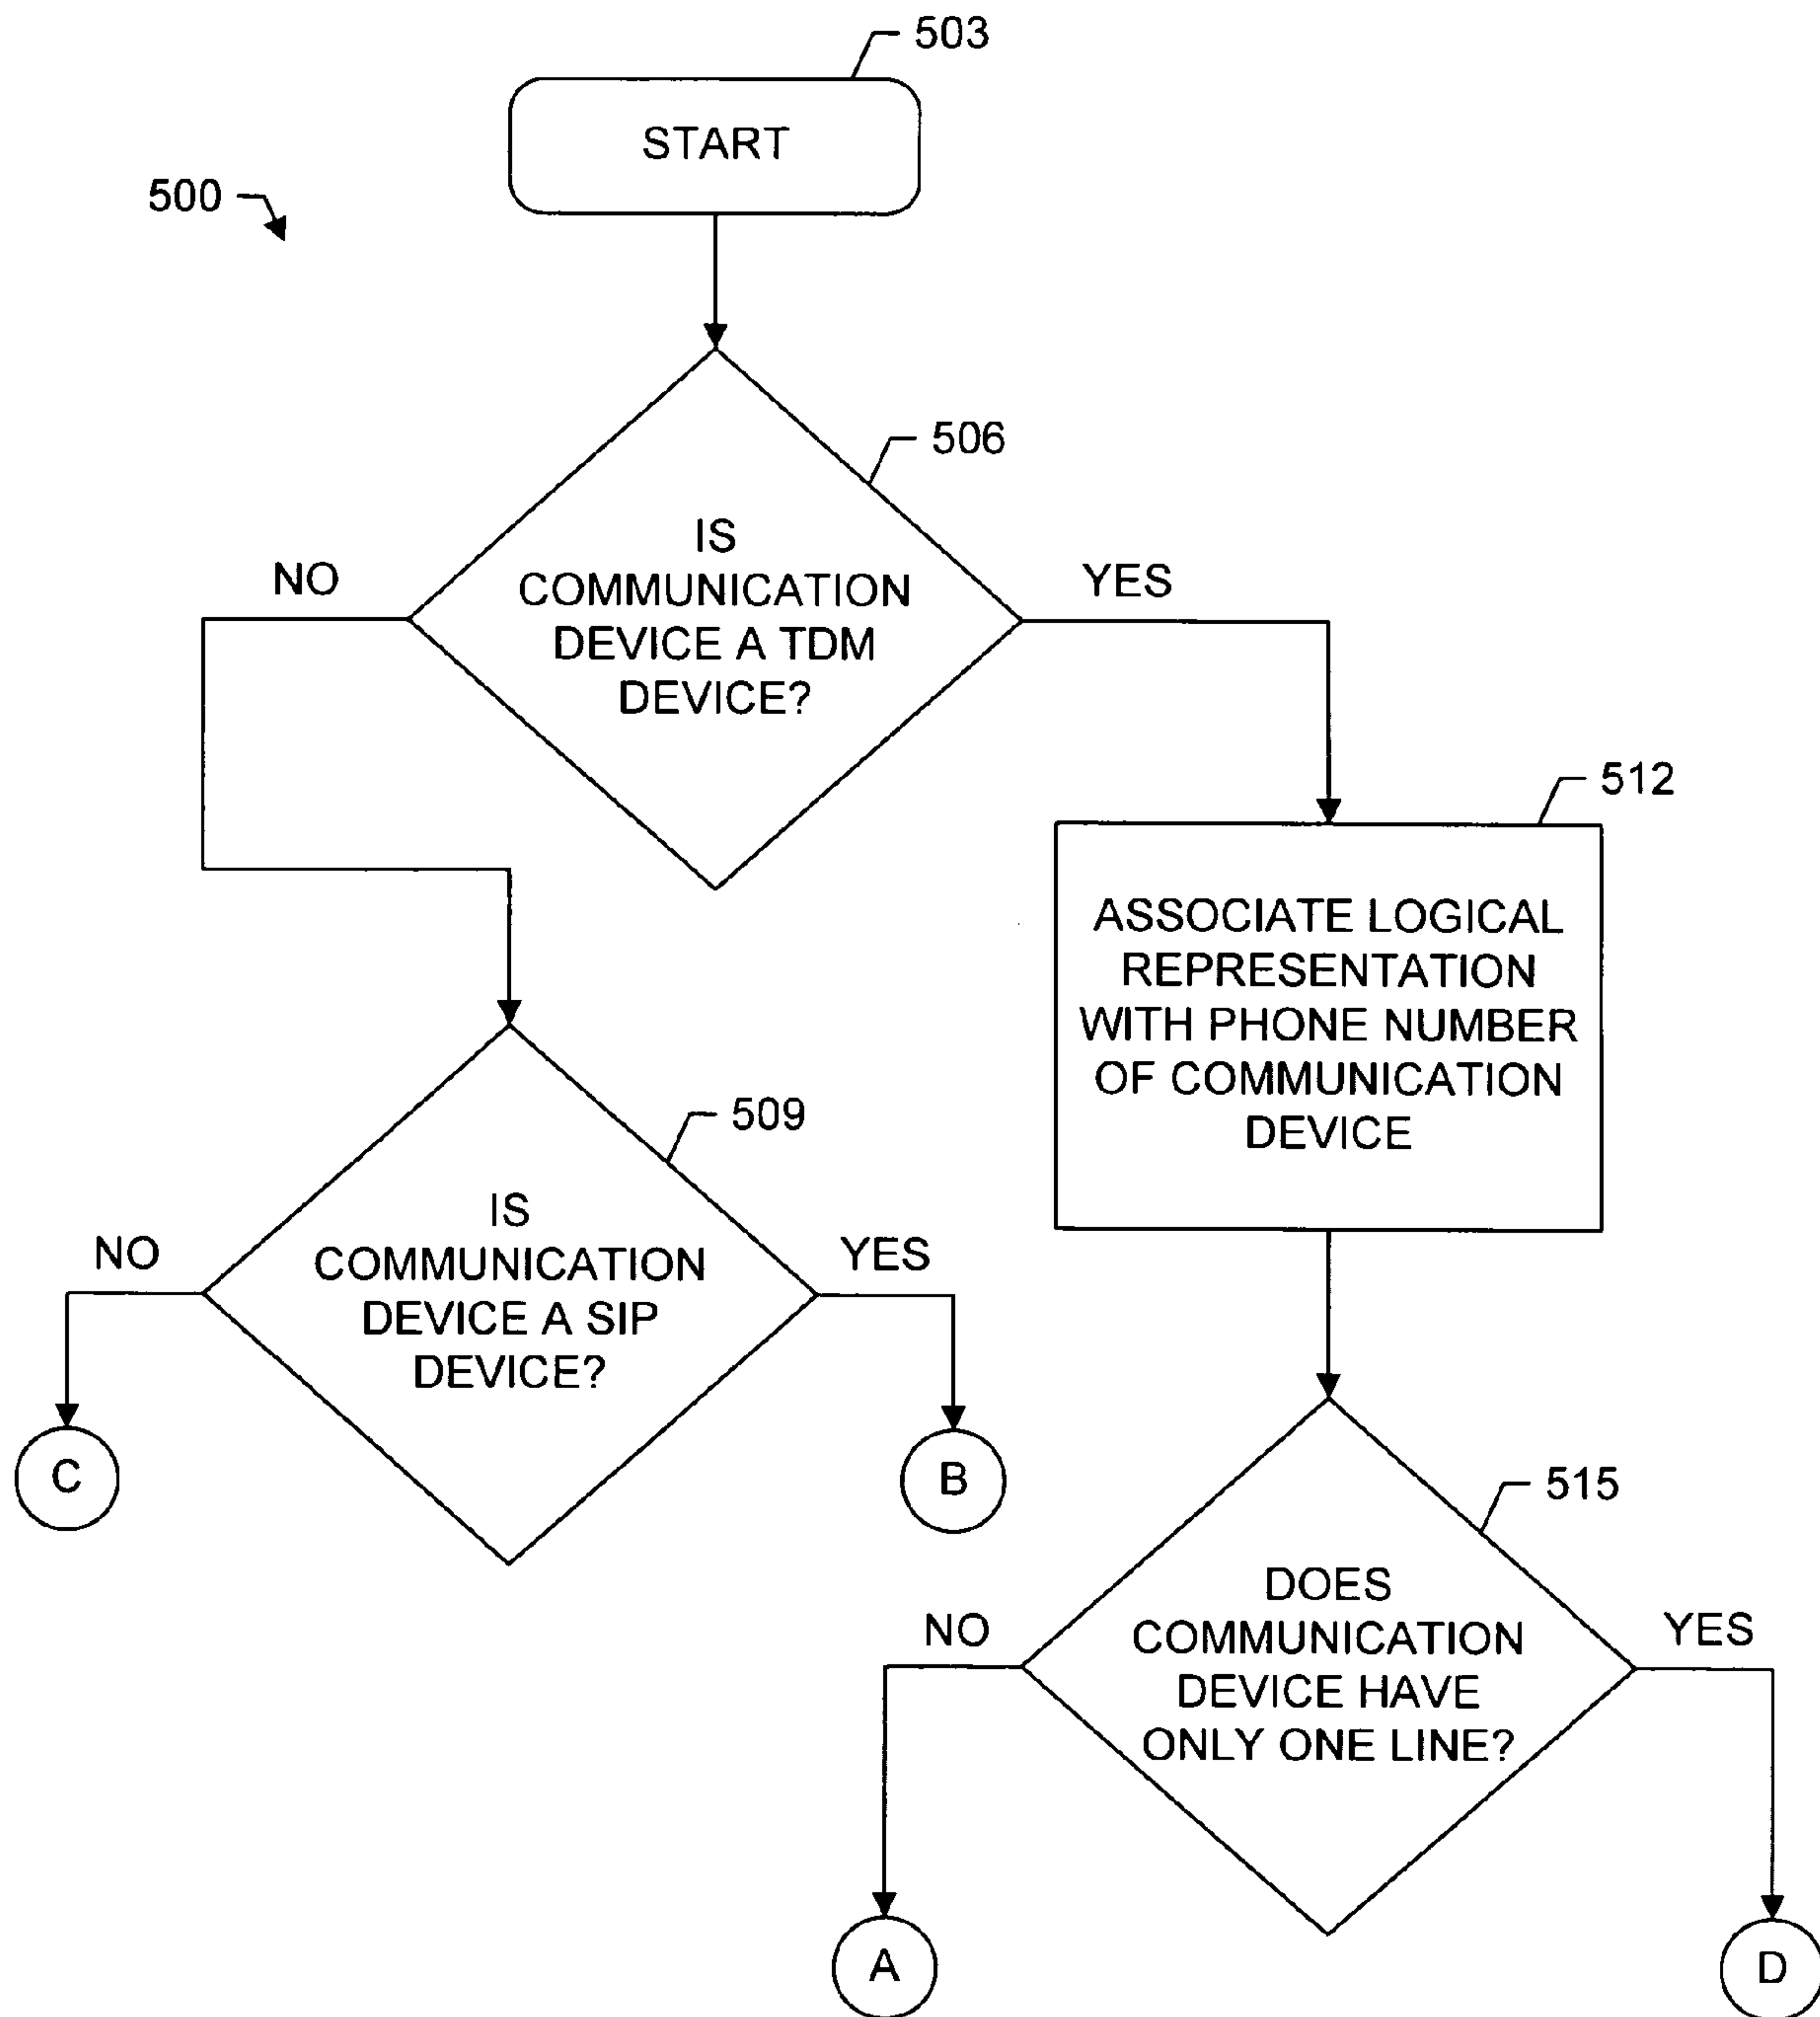 503
START
500
506
IS
COMMUNICATION
DEVICE A TDM
DEVICE?
NO
YES
512
ASSOCIATE LOGICAL
REPRESENTATION
WITH PHONE NUMBER
OF COMMUNICATION
DEVICE
509
IS
COMMUNICATION
DEVICE A SIP
DEVICE?
NO
YES
C
B
515
DOES
COMMUNICATION
DEVICE HAVE
ONLY ONE LINE?
NO
YES
A
D